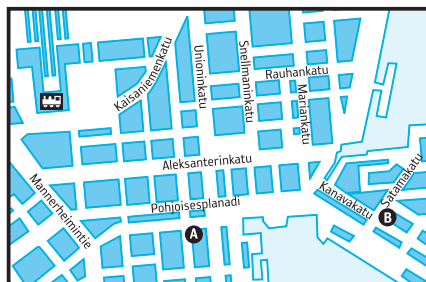 Kaisaniemenkatu
Unioninkatu
Snellmaninkatu
Rauhankatu
Mariankatu
Aleksanterinkatu
Mannerheimintie
Pohjoisesplanadi
Kanavakatu
Satamakatu
A
B